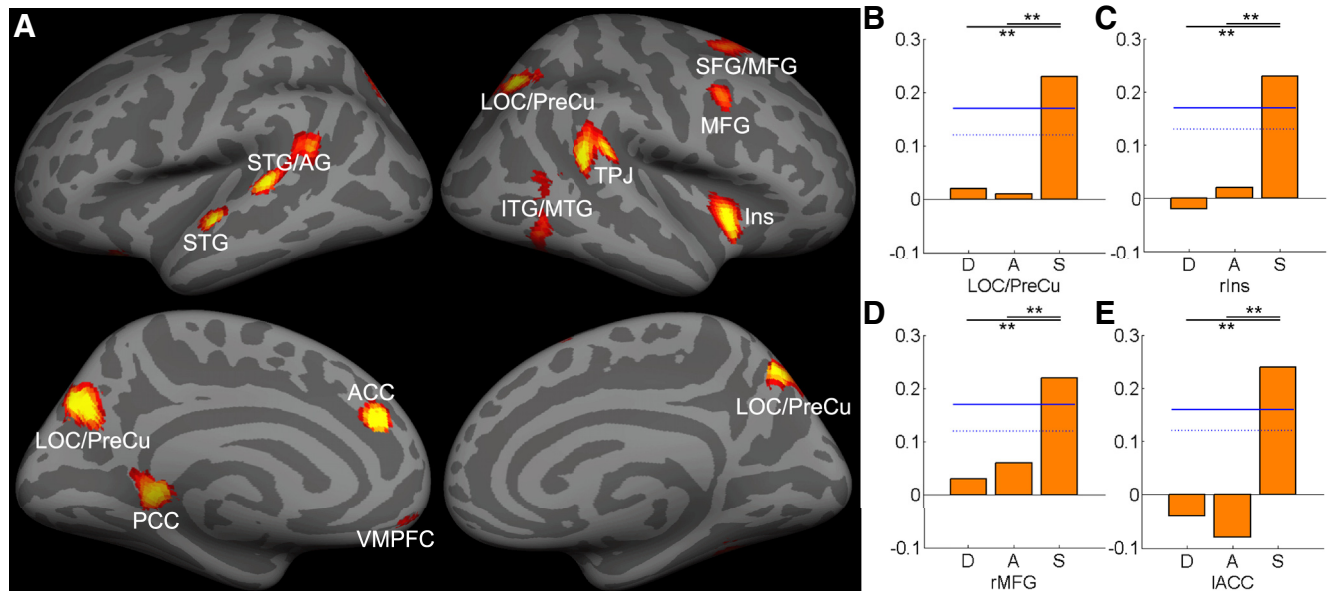 A
SFG/MFG
LOC/PreCu
MFG
STG/AG
TPJ
ITG/MTG
Ins
STG
ACC
LOC/PreCu
LOC/PreCu
PCC
VMPFC
B
**
**
0.3
0.2
0.1
0
-0.1
D A S
LOC/PreCu
C
**
**
0.3
0.2
0.1
0
-0.1
D A S
rIns
D
**
**
0.3
0.2
0.1
0
-0.1
D A S
rMFG
E
**
**
0.3
0.2
0.1
0
-0.1
D A S
lACC